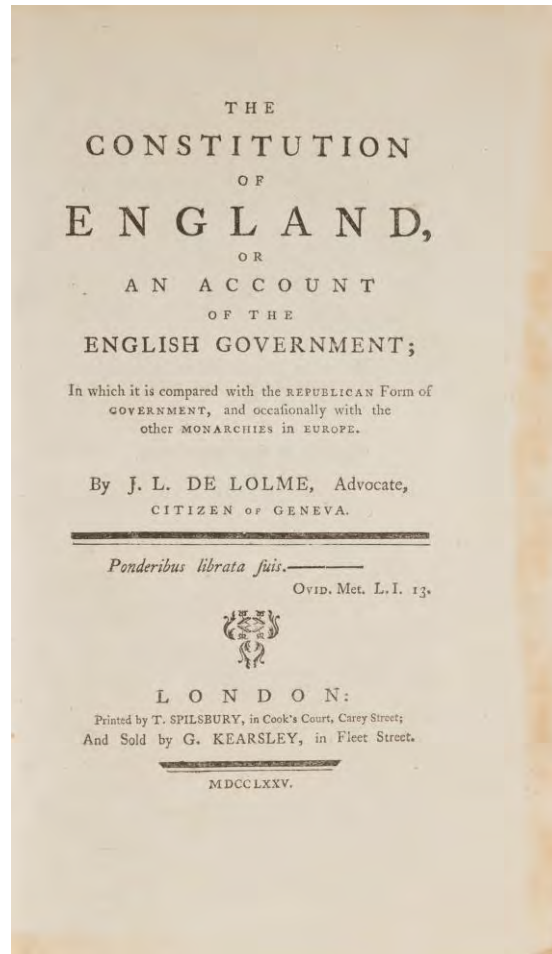 THE
CONSTITUTION
OF
ENGLAND,
OR
AN ACCOUNT
OF THE
ENGLISH GOVERNMENT;
In which it is compared with the REPUBLICAN Form of
GOVERNMENT, and occaſionally with the
other MONARCHIES in EUROPE.
By J. L. DE LOLME, Advocate,
CITIZEN OF GENEVA.
Ponderibus librata ſuis.———
OVID. Met. L. I. 13.
LONDON:
Printed by T. SPILSBURY, in Cook's Court, Carey Street;
And Sold by G. KEARSLEY, in Fleet Street.
MDCCLXXV.